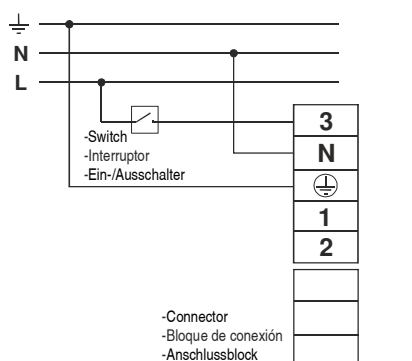 N
L
-Switch
-Interruptor
-Ein-/Ausschalter
3
N
1
2
-Connector
-Bloque de conexión
-Anschlussblock